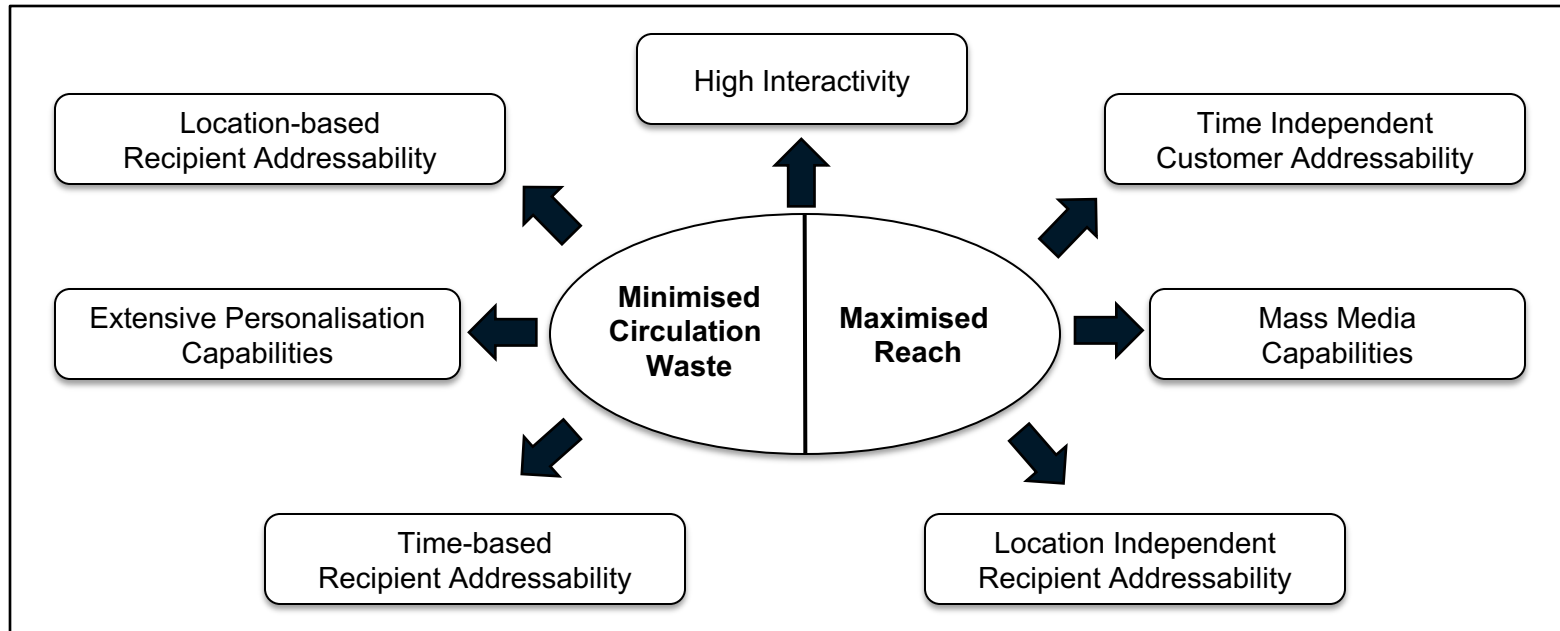 High Interactivity
Location-based
Recipient Addressability
Time Independent
Customer Addressability
Extensive Personalisation
Capabilities
Minimised
Circulation
Waste
Maximised
Reach
Mass Media
Capabilities
Time-based
Recipient Addressability
Location Independent
Recipient Addressability